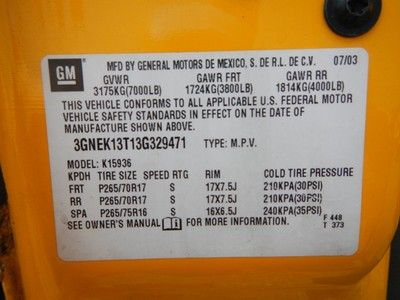 GM
MFD BY GENERAL MOTORS DE MEXICO, S. DE R.L. DE C.V. 07/03
GVWR GAWR FRT GAWR RR
3175KG(7000LB) 1724KG(3800LB) 1814KG(4000LB)
THIS VEHICLE CONFORMS TO ALL APPLICABLE U.S. FEDERAL MOTOR
VEHICLE SAFETY STANDARDS IN EFFECT ON THE DATE OF
MANUFACTURE SHOWN ABOVE.
3GNEK13T13G329471 TYPE: M.P.V.
MODEL: K15936
KPDH TIRE SIZE SPEED RTG RIM COLD TIRE PRESSURE
FRT P265/70R17 S 17X7.5J 210KPA(30PSI)
RR P265/70R17 S 17X7.5J 210KPA(30PSI)
SPA P265/75R16 S 16X6.5J 240KPA(35PSI)
SEE OWNER'S MANUAL FOR MORE INFORMATION.
F 448
T 373